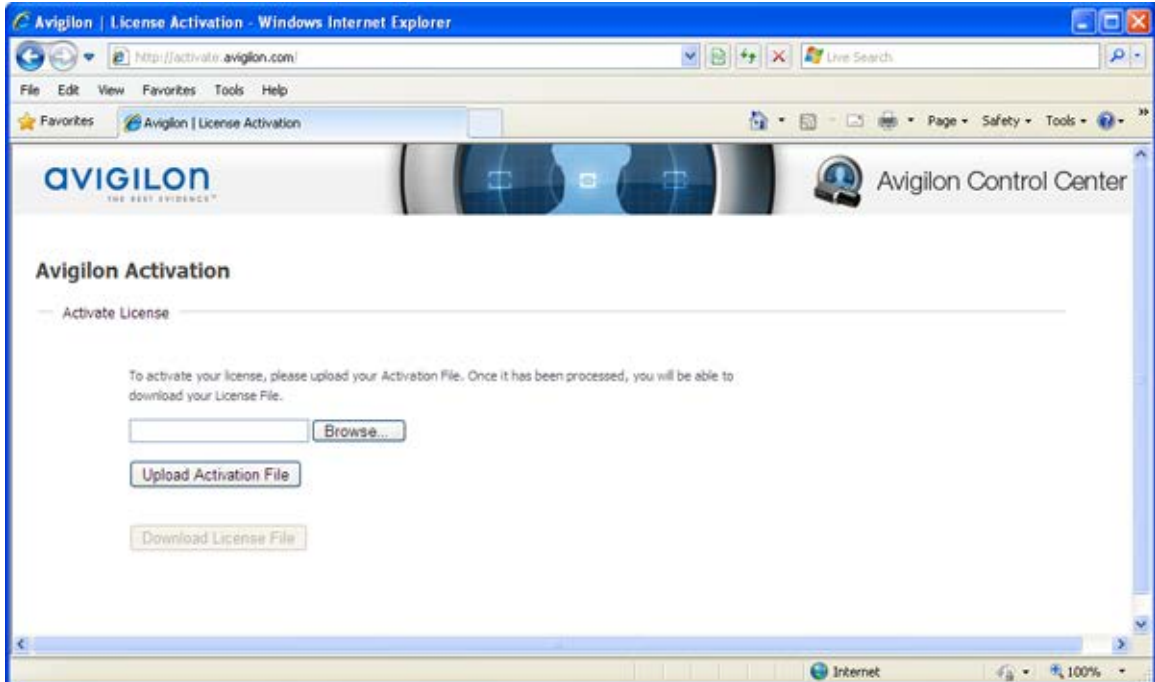 Avigilon | License Activation - Windows Internet Explorer
http://activate.avigilon.com/
Live Search
File Edit View Favorites Tools Help
Favorites
Avigilon | License Activation
Page Safety Tools
avigilon
THE BEST EVIDENCE™
Avigilon Control Center
Avigilon Activation
Activate License
To activate your license, please upload your Activation File. Once it has been processed, you will be able to
download your License File.
Browse...
Upload Activation File
Download License File
Internet
100%